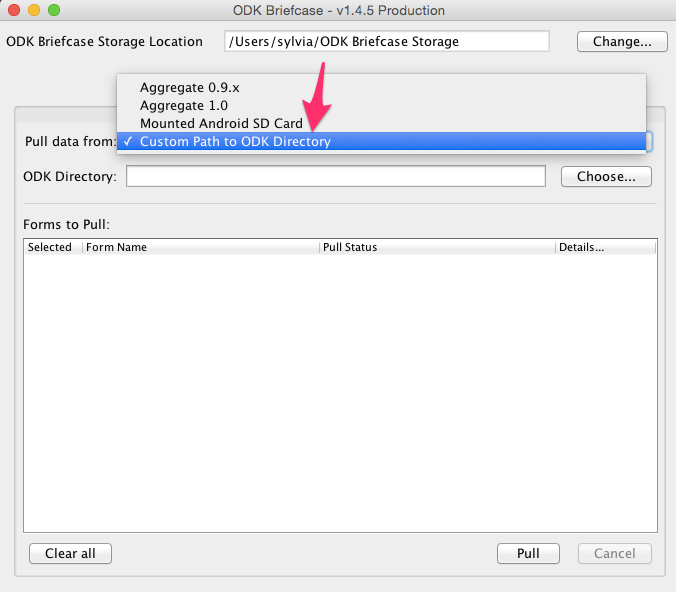 ODK Briefcase - v1.4.5 Production
ODK Briefcase Storage Location /Users/sylvia/ODK Briefcase Storage Change...
Aggregate 0.9.x
Aggregate 1.0
Mounted Android SD Card
Pull data from: ✓ Custom Path to ODK Directory
ODK Directory: Choose...
Forms to Pull:
Selected Form Name Pull Status Details...
Clear all Pull Cancel